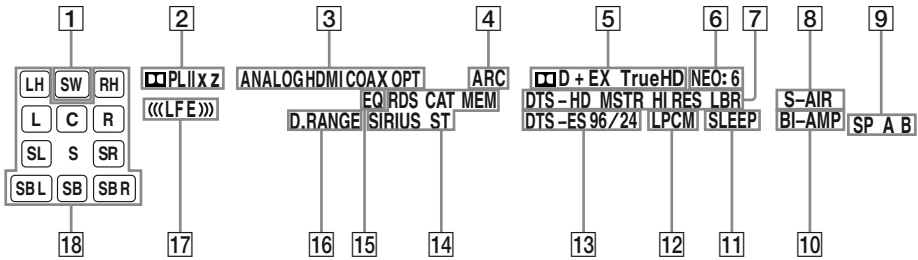 1 2 3 4 5 6 7 8 9
LH SW RH
L C R
SL S SR
SBL SB SBR
PLII x z
LFE
ANALOG HDMI COAX OPT ARC
EQ RDS CAT MEM
D.RANGE SIRIUS ST
D + EX TrueHD NEO: 6
DTS-HD MSTR HI RES LBR
DTS-ES 96/24 LPCM SLEEP
S-AIR
BI-AMP
SP A B
18 17 16 15 14 13 12 11 10